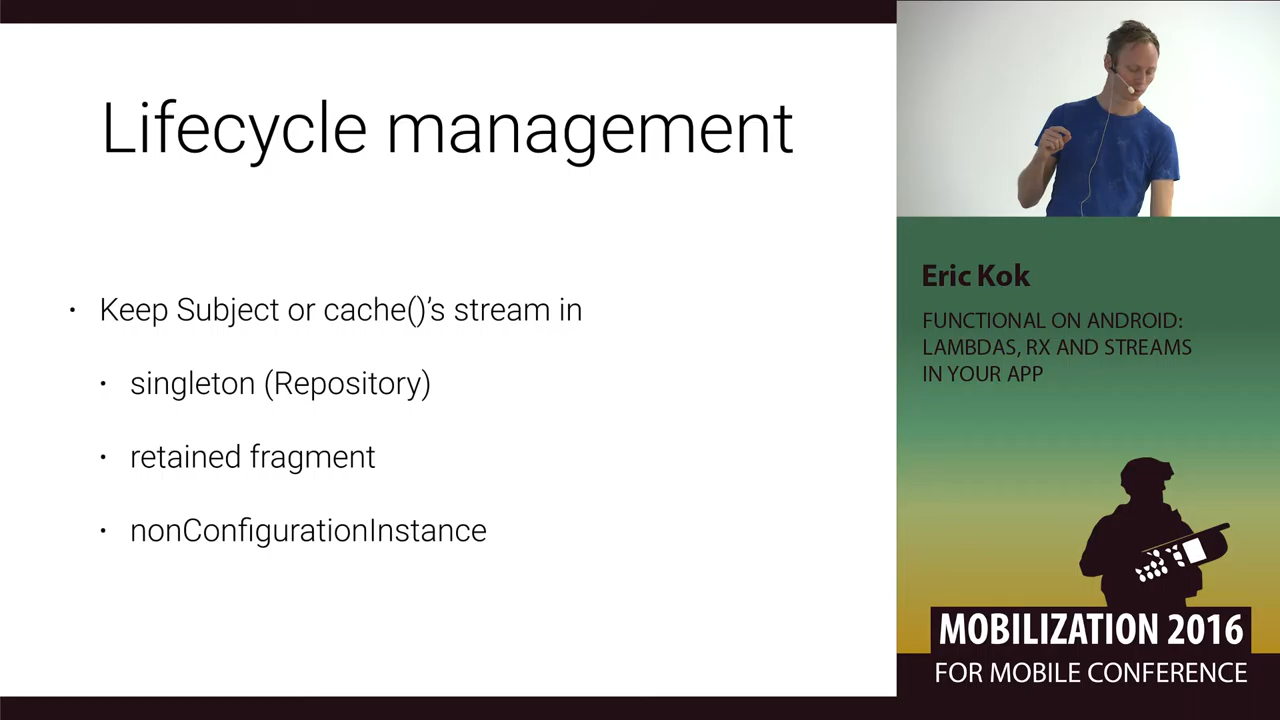 Lifecycle management
• Keep Subject or cache()’s stream in
• singleton (Repository)
• retained fragment
• nonConfigurationInstance
Eric Kok
FUNCTIONAL ON ANDROID:
LAMBDAS, RX AND STREAMS
IN YOUR APP
MOBILIZATION 2016
FOR MOBILE CONFERENCE